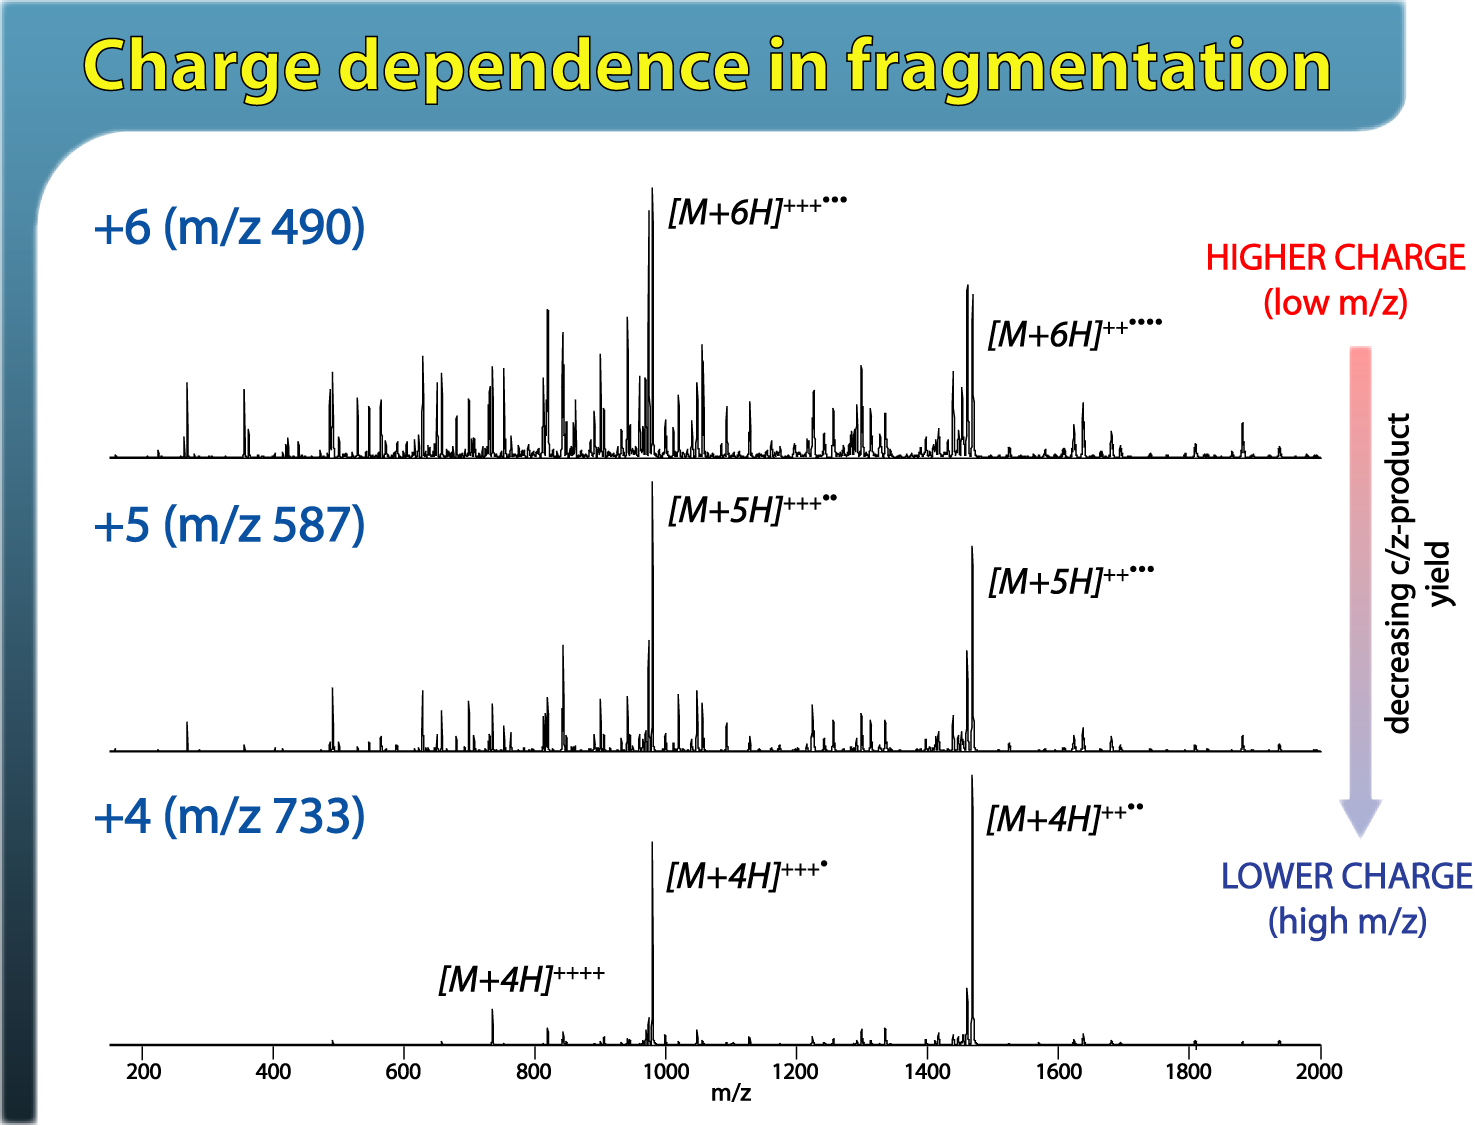 Charge dependence in fragmentation
+6 (m/z 490)
[M+6H]+++•••
[M+6H]++••••
HIGHER CHARGE
(low m/z)
+5 (m/z 587)
[M+5H]+++••
[M+5H]++•••
decreasing c/z-product
yield
+4 (m/z 733)
[M+4H]++••
[M+4H]+++•
[M+4H]++++
LOWER CHARGE
(high m/z)
200 400 600 800 1000 1200 1400 1600 1800 2000
m/z